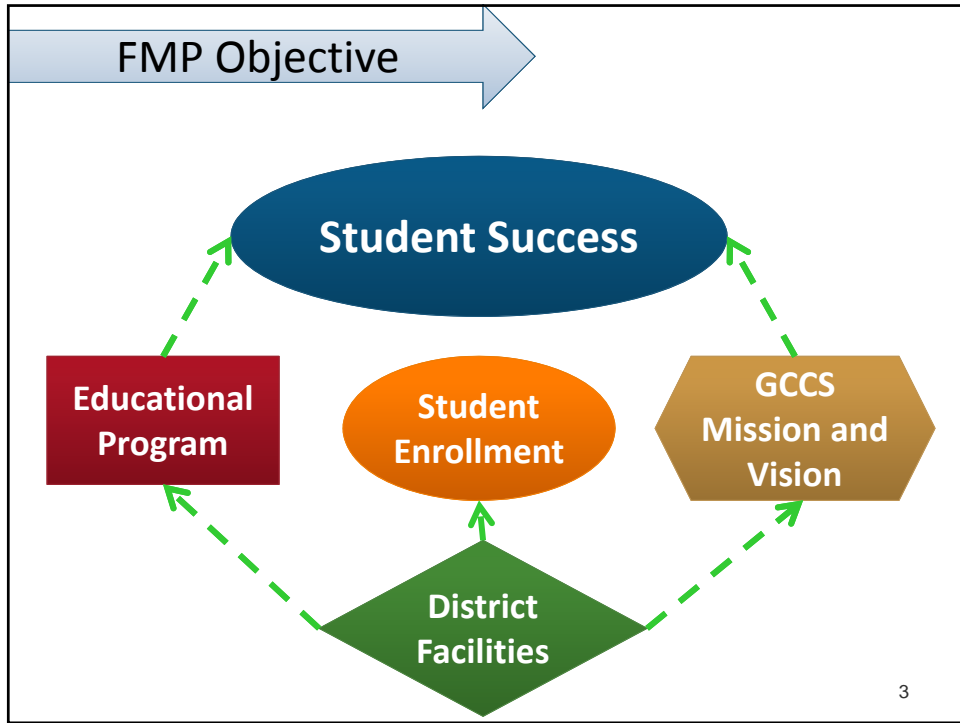 FMP Objective
Student Success
Educational
Program
Student
Enrollment
GCCS
Mission and
Vision
District
Facilities
3